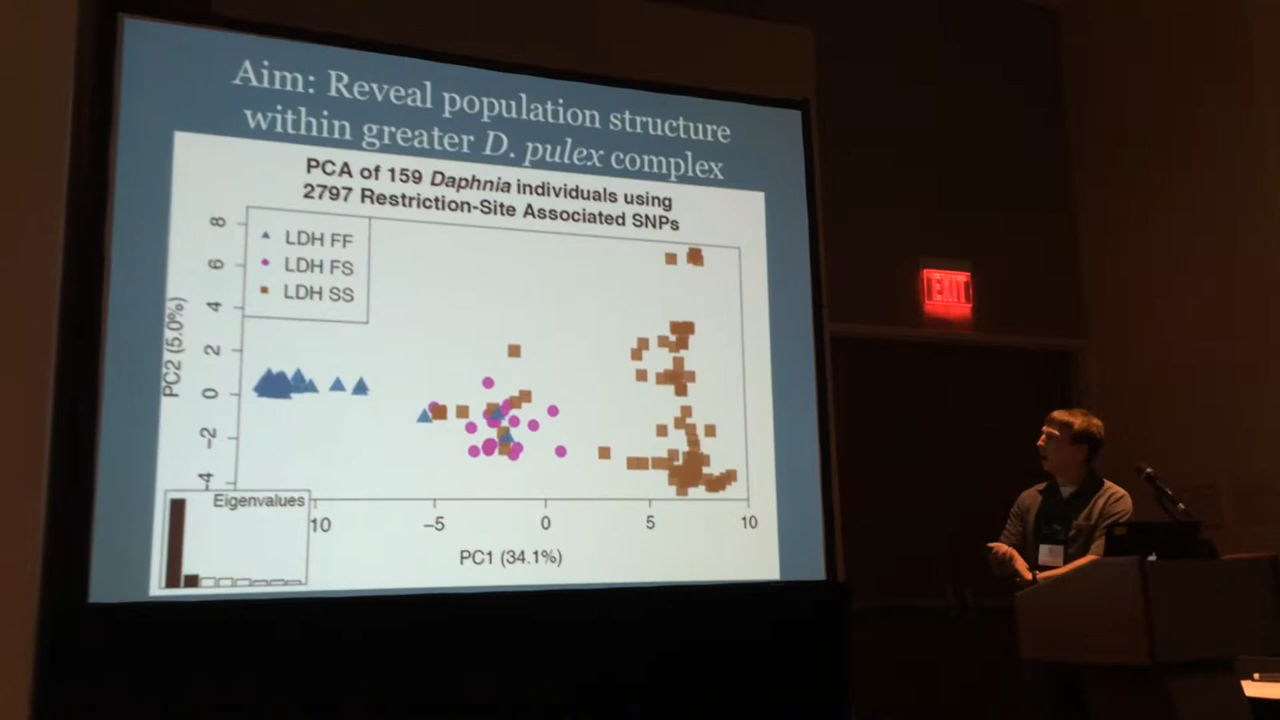 Aim: Reveal population structure
within greater D. pulex complex
PCA of 159 Daphnia individuals using
2797 Restriction-Site Associated SNPs
LDH FF
LDH FS
LDH SS
8
6
4
2
0
−2
−4
PC2 (5.0%)
Eigenvalues
10
−5
0
5
10
PC1 (34.1%)
EXIT